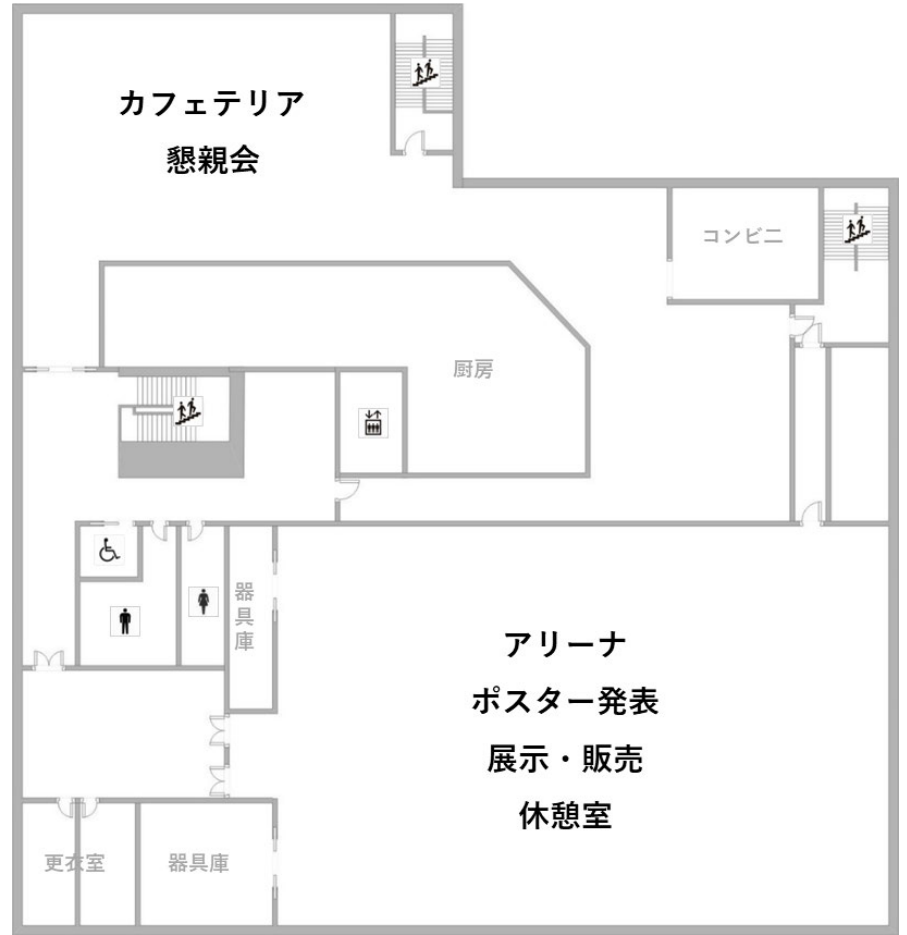 カフェテリア
懇親会
コンビニ
厨房
器具庫
アリーナ
ポスター発表
展示・販売
休憩室
更衣室
器具庫